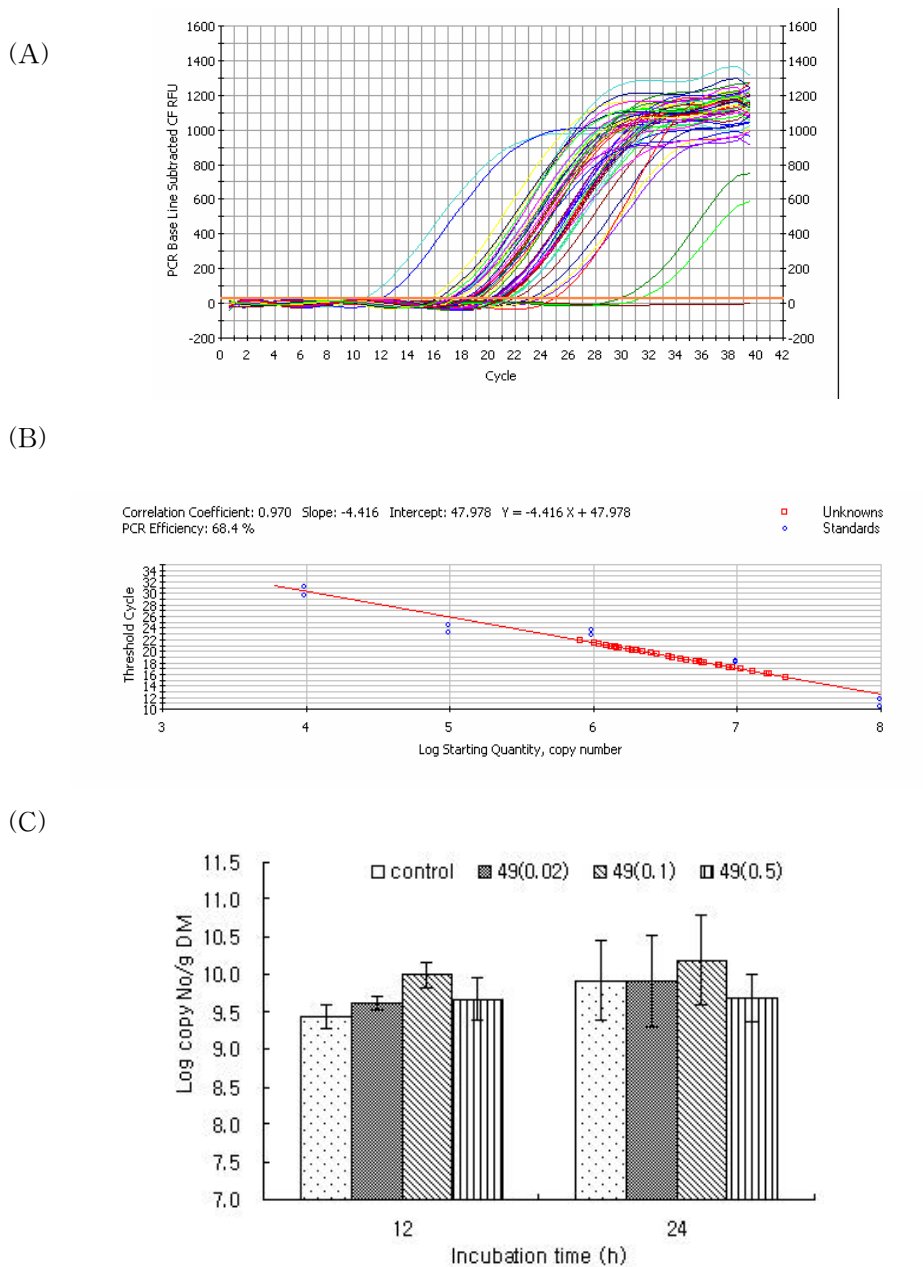 (A)
1600 1600
1400 1400
1200 1200
1000 1000
800 800
600 600
400 400
200 200
0 0
-200 -200
PCR Base Line Subtracted CF RFU
0 2 4 6 8 10 12 14 16 18 20 22 24 26 28 30 32 34 36 38 40 42
Cycle
(B)
Correlation Coefficient: 0.970 Slope: -4.416 Intercept: 47.978 Y = -4.416 X + 47.978
Unknowns
PCR Efficiency: 68.4 %
Standards
Threshold Cycle
34
32
30
28
26
24
22
20
18
16
14
12
10
3 4 5 6 7 8
Log Starting Quantity, copy number
(C)
Log copy No/g DM
11.5
11.0
10.5
10.0
9.5
9.0
8.5
8.0
7.5
7.0
control 49(0.02) 49(0.1) 49(0.5)
12 24
Incubation time (h)